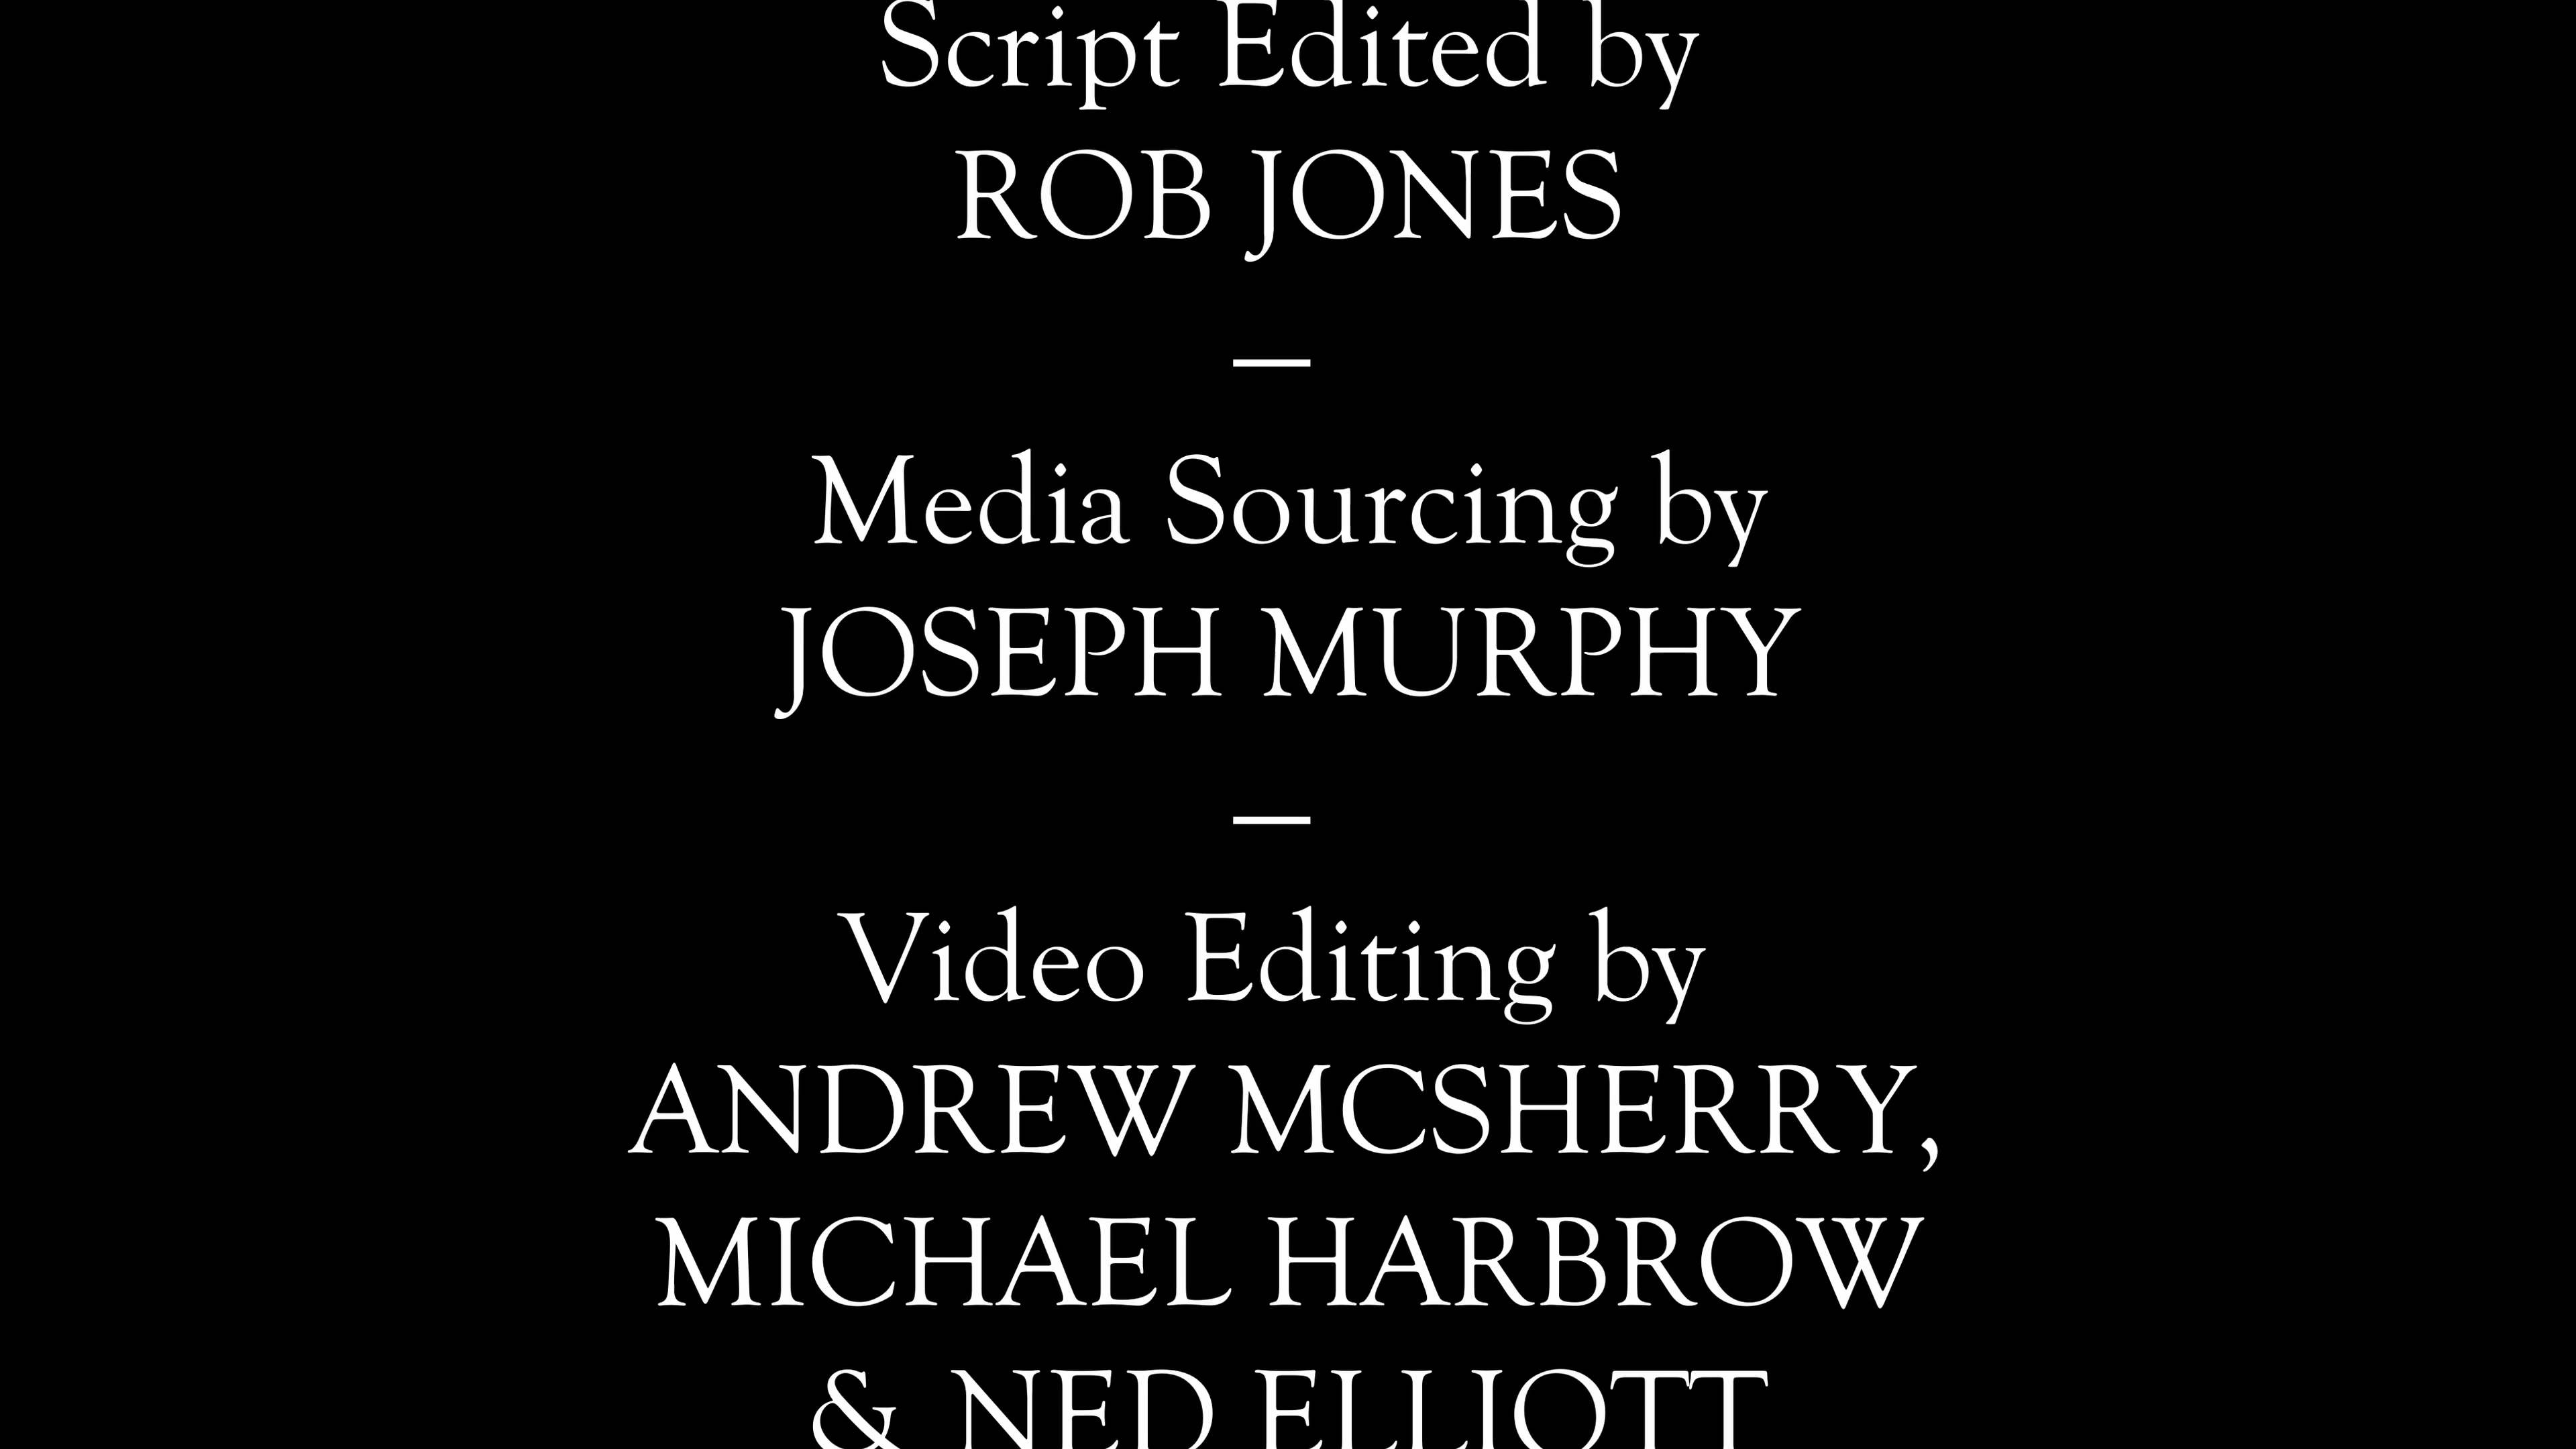 Script Edited by
ROB JONES
—
Media Sourcing by
JOSEPH MURPHY
—
Video Editing by
ANDREW MCSHERRY,
MICHAEL HARBROW
& NED ELLIOTT